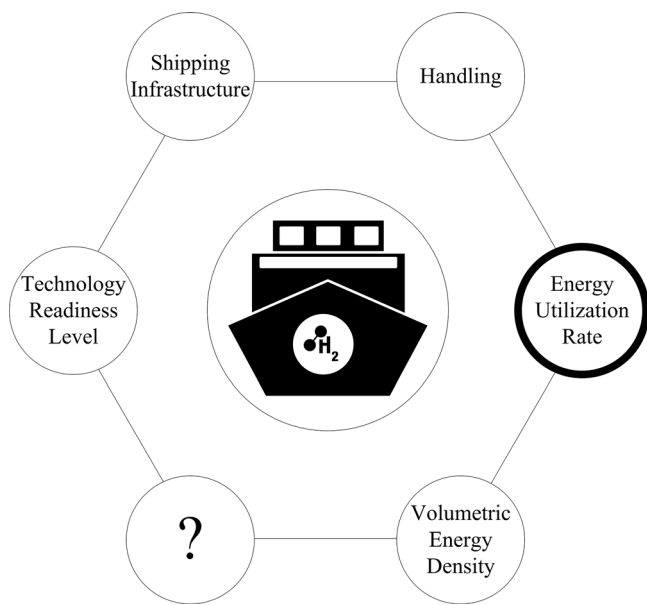 Shipping
Infrastructure
Handling
Technology
Readiness
Level
Energy
Utilization
Rate
H2
?
Volumetric
Energy
Density